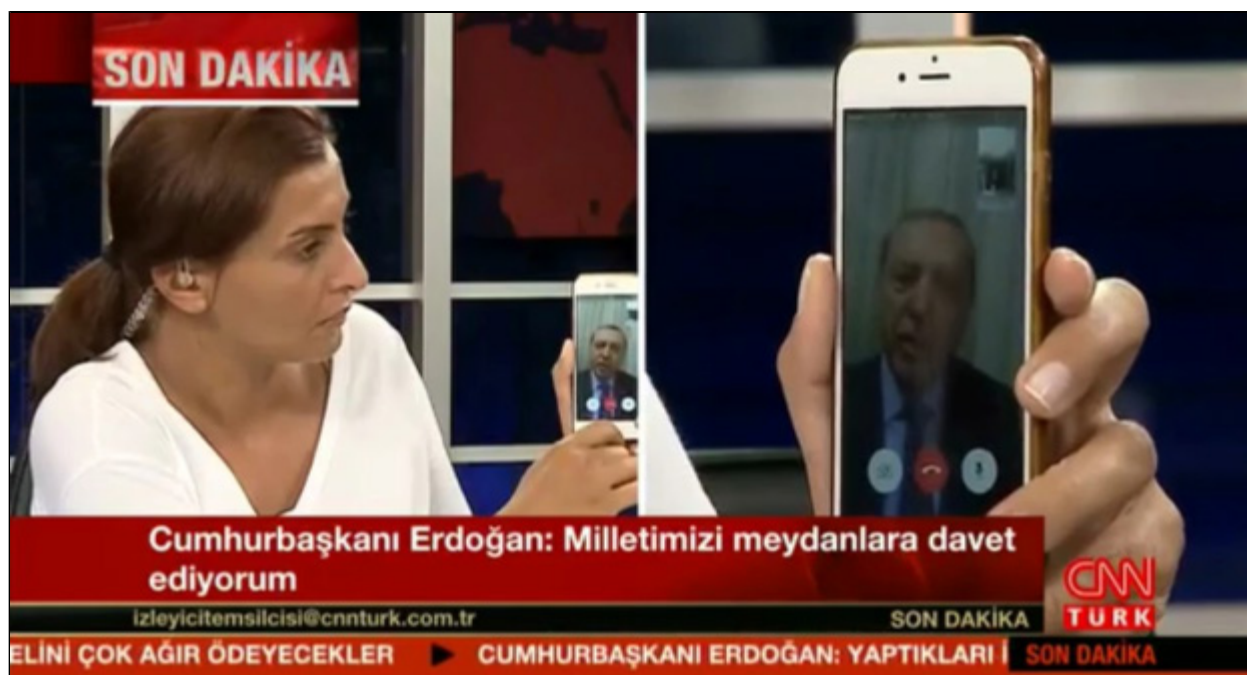 SON DAKİKA
Cumhurbaşkanı Erdoğan: Milletimizi meydanlara davet
ediyorum
izleyicitemsilcisi@cnnturk.com.tr
SON DAKİKA
CNN
TÜRK
ELİNİ ÇOK AĞIR ÖDEYECEKLER ▶ CUMHURBAŞKANI ERDOĞAN: YAPTIKLARI İ
SON DAKİKA